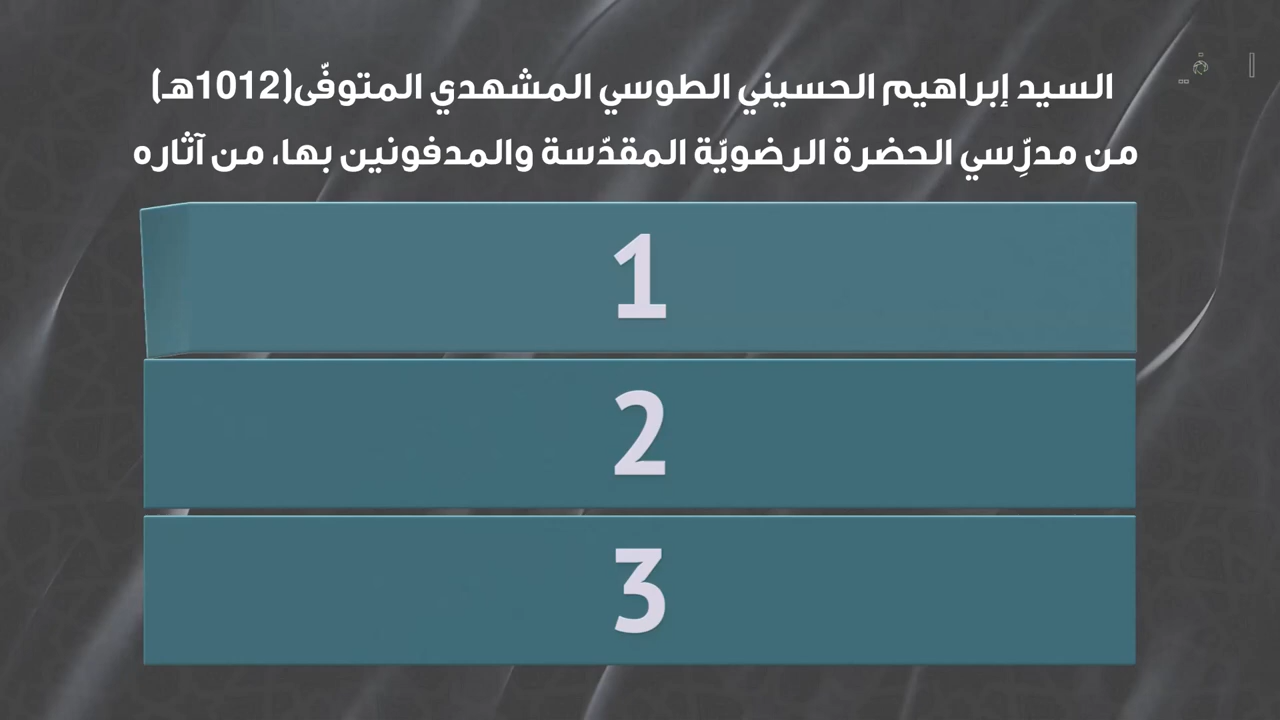 السيد إبراهيم الحسيني الطوسي المشهدي المتوفّى(1012هـ)
من مدرِّسي الحضرة الرضويّة المقدّسة والمدفونين بها، من آثاره
1
2
3